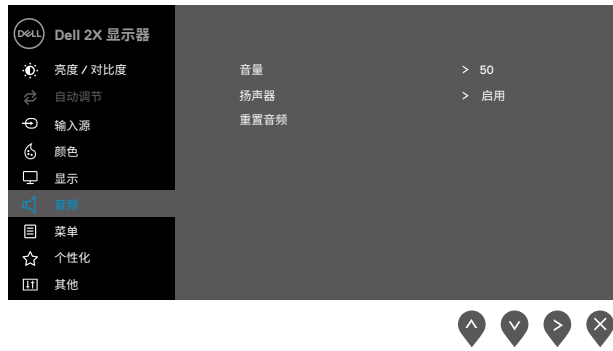 DELL Dell 2X 显示器
亮度 / 对比度
自动调节
输入源
颜色
显示
音频
菜单
个性化
其他
音量 > 50
扬声器 > 启用
重置音频